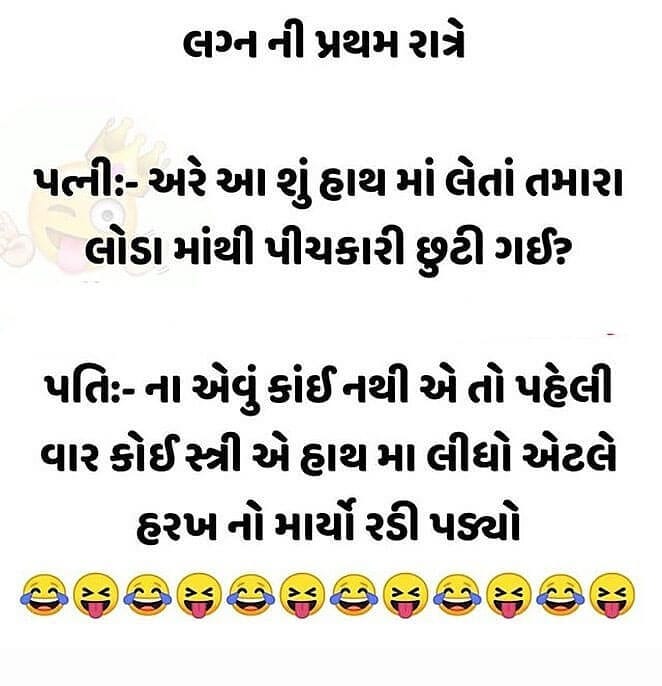 લગ્ન ની પ્રથમ રાત્રે
પત્ની:- અરે આ શું હાથ માં લેતાં તમારા
લોડા માંથી પીચકારી છુટી ગઈ?
પતિ:- ના એવું કાંઈ નથી એ તો પહેલી
વાર કોઈ સ્ત્રી એ હાથ મા લીધો એટલે
હરખ નો માર્યો રડી પડ્યો